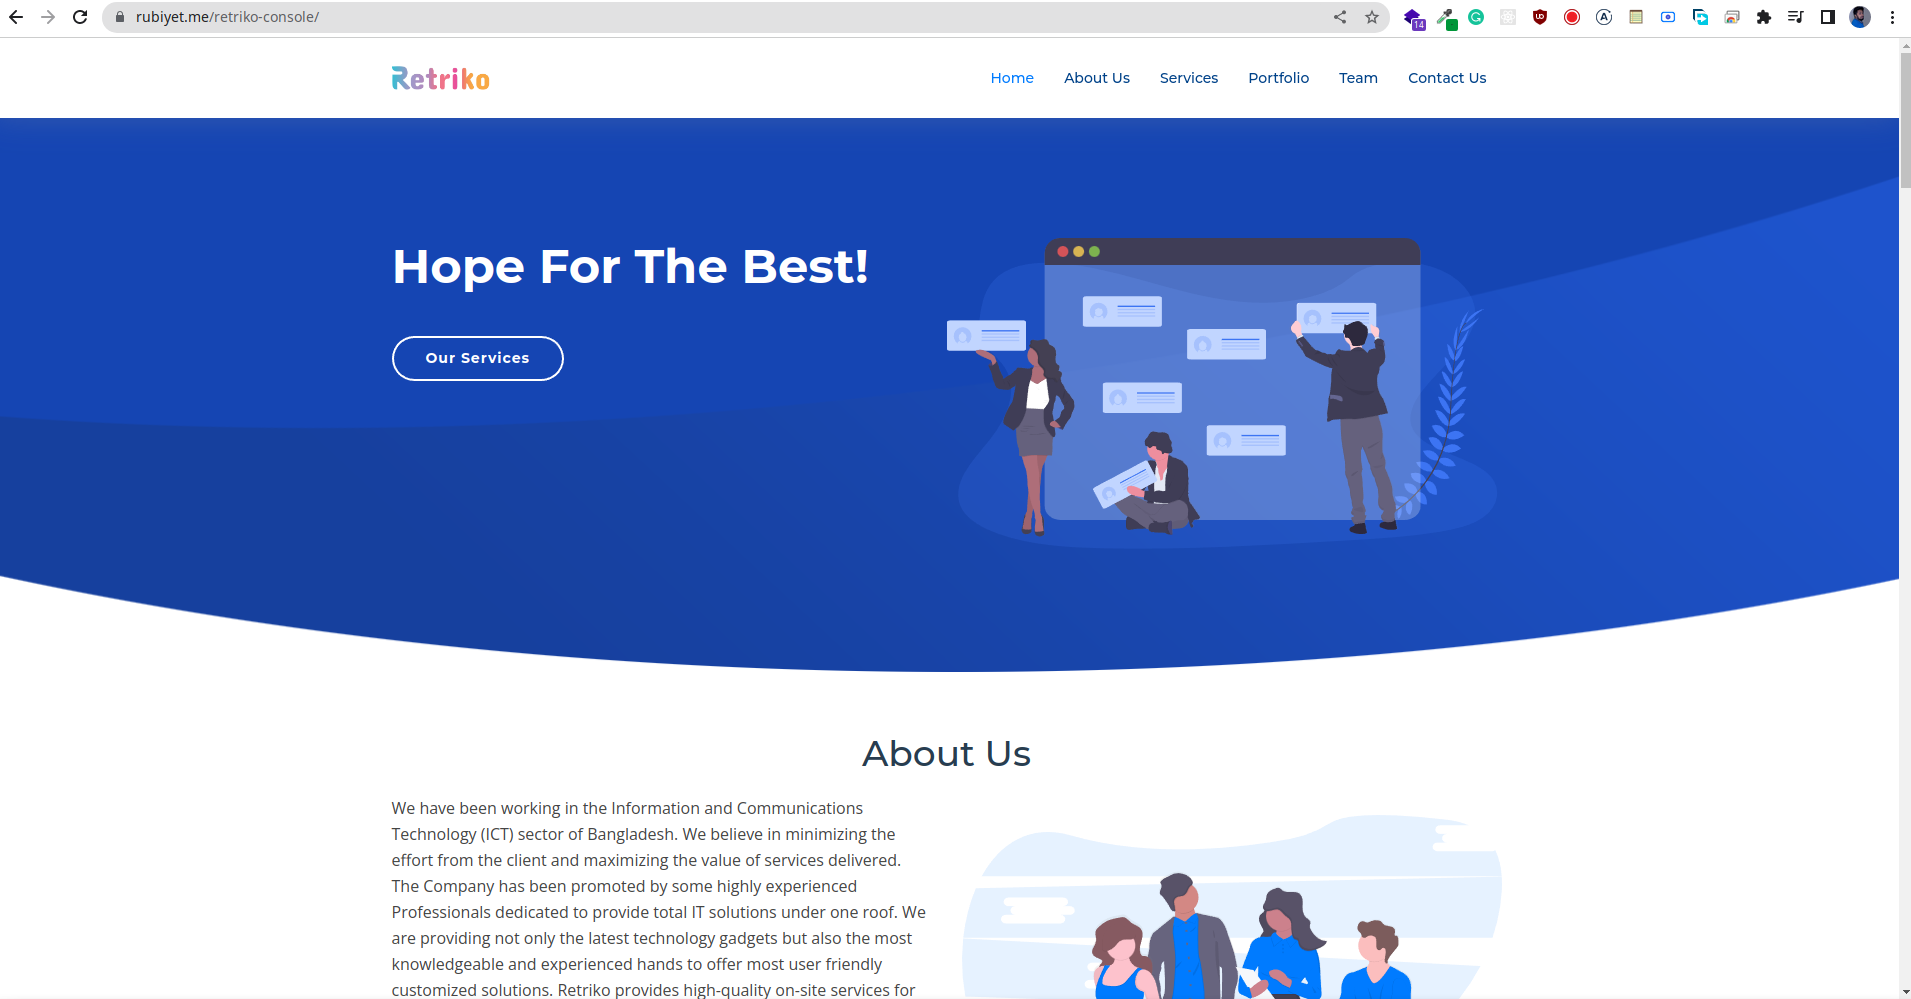 rubiyet.me/retriko-console/
14
Retriko
Home About Us Services Portfolio Team Contact Us
Hope For The Best!
Our Services
About Us
We have been working in the Information and Communications
Technology (ICT) sector of Bangladesh. We believe in minimizing the
effort from the client and maximizing the value of services delivered.
The Company has been promoted by some highly experienced
Professionals dedicated to provide total IT solutions under one roof. We
are providing not only the latest technology gadgets but also the most
knowledgeable and experienced hands to offer most user friendly
customized solutions. Retriko provides high-quality on-site services for